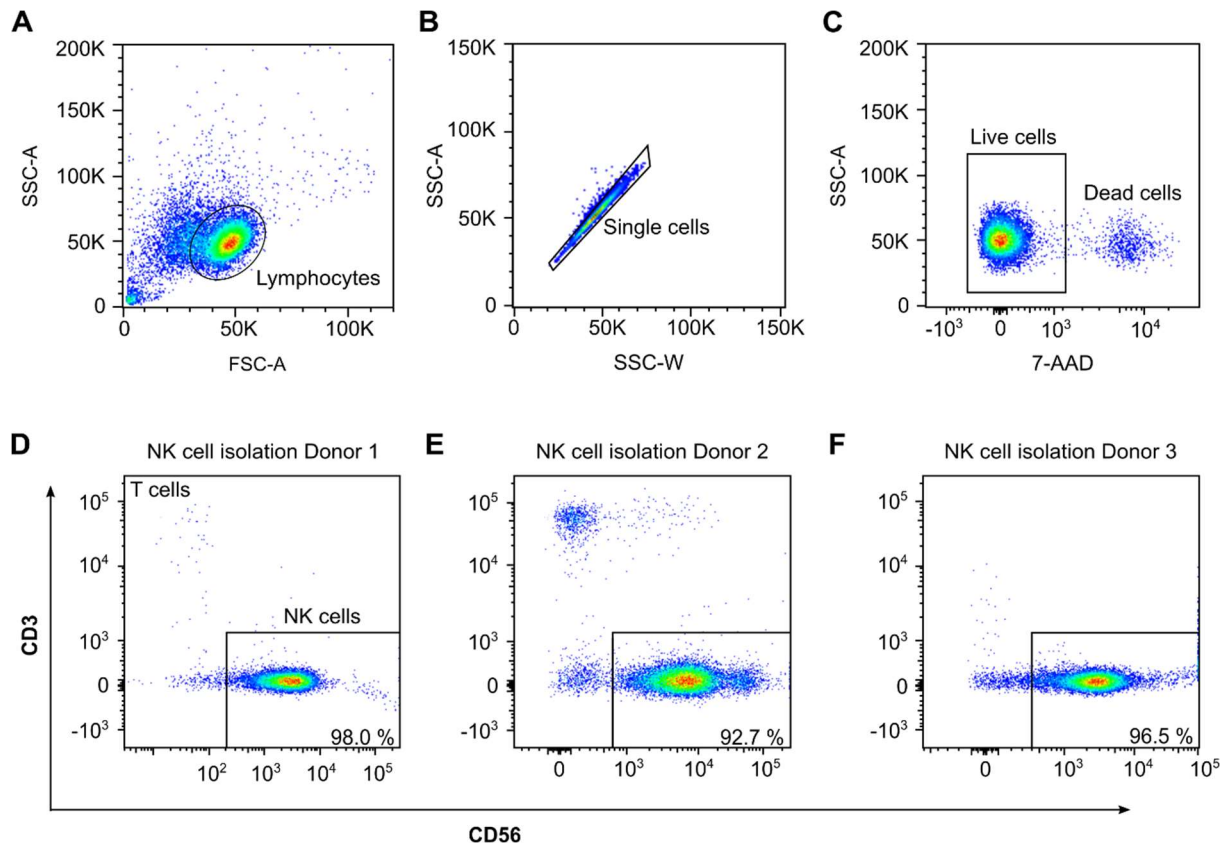 A
200K
150K
100K
50K
0
SSC-A
Lymphocytes
0 50K 100K
FSC-A
B
150K
100K
50K
0
SSC-A
Single cells
0 50K 100K 150K
SSC-W
C
200K
150K
100K
50K
0
SSC-A
Live cells
Dead cells
-10³ 0 10³ 10⁴
7-AAD
D NK cell isolation Donor 1
T cells
NK cells
98.0 %
10⁵
10⁴
10³
0
-10³
10² 10³ 10⁴ 10⁵
E NK cell isolation Donor 2
92.7 %
10⁵
10⁴
10³
0
-10³
0 10³ 10⁴ 10⁵
F NK cell isolation Donor 3
96.5 %
10⁵
10⁴
10³
0
-10³
0 10³ 10⁴ 10⁵
CD3
CD56